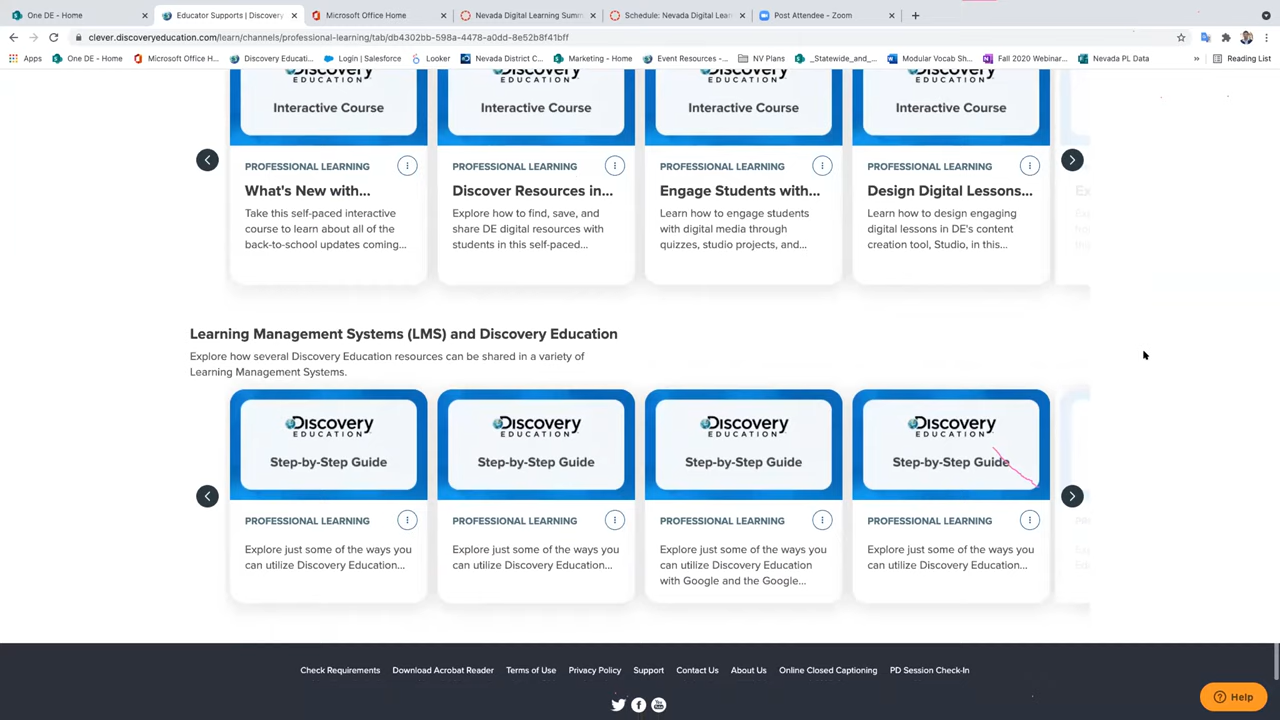 One DE - Home
Educator Supports | Discovery
Microsoft Office Home
Nevada Digital Learning Summ
Schedule: Nevada Digital Lear
Post Attendee - Zoom
clever.discoveryeducation.com/learn/channels/professional-learning/tab/db4302bb-598a-4478-a0dd-8e52b8f41bff
Apps
One DE - Home
Microsoft Office H...
Discovery Educati...
Login | Salesforce
Looker
Nevada District C...
Marketing - Home
Event Resources -...
NV Plans
_Statewide_and_...
Modular Vocab Sh...
Fall 2020 Webinar...
Nevada PL Data
»
Reading List
Discovery
EDUCATION
Interactive Course
Discovery
EDUCATION
Interactive Course
Discovery
EDUCATION
Interactive Course
Discovery
EDUCATION
Interactive Course
PROFESSIONAL LEARNING
What's New with...
Take this self-paced interactive
course to learn about all of the
back-to-school updates coming...
PROFESSIONAL LEARNING
Discover Resources in...
Explore how to find, save, and
share DE digital resources with
students in this self-paced...
PROFESSIONAL LEARNING
Engage Students with...
Learn how to engage students
with digital media through
quizzes, studio projects, and...
PROFESSIONAL LEARNING
Design Digital Lessons...
Learn how to design engaging
digital lessons in DE's content
creation tool, Studio, in this...
Learning Management Systems (LMS) and Discovery Education
Explore how several Discovery Education resources can be shared in a variety of
Learning Management Systems.
Discovery
EDUCATION
Step-by-Step Guide
Discovery
EDUCATION
Step-by-Step Guide
Discovery
EDUCATION
Step-by-Step Guide
Discovery
EDUCATION
Step-by-Step Guide
PROFESSIONAL LEARNING
Explore just some of the ways you
can utilize Discovery Education...
PROFESSIONAL LEARNING
Explore just some of the ways you
can utilize Discovery Education...
PROFESSIONAL LEARNING
Explore just some of the ways you
can utilize Discovery Education
with Google and the Google...
PROFESSIONAL LEARNING
Explore just some of the ways you
can utilize Discovery Education...
Check Requirements
Download Acrobat Reader
Terms of Use
Privacy Policy
Support
Contact Us
About Us
Online Closed Captioning
PD Session Check-In
Help